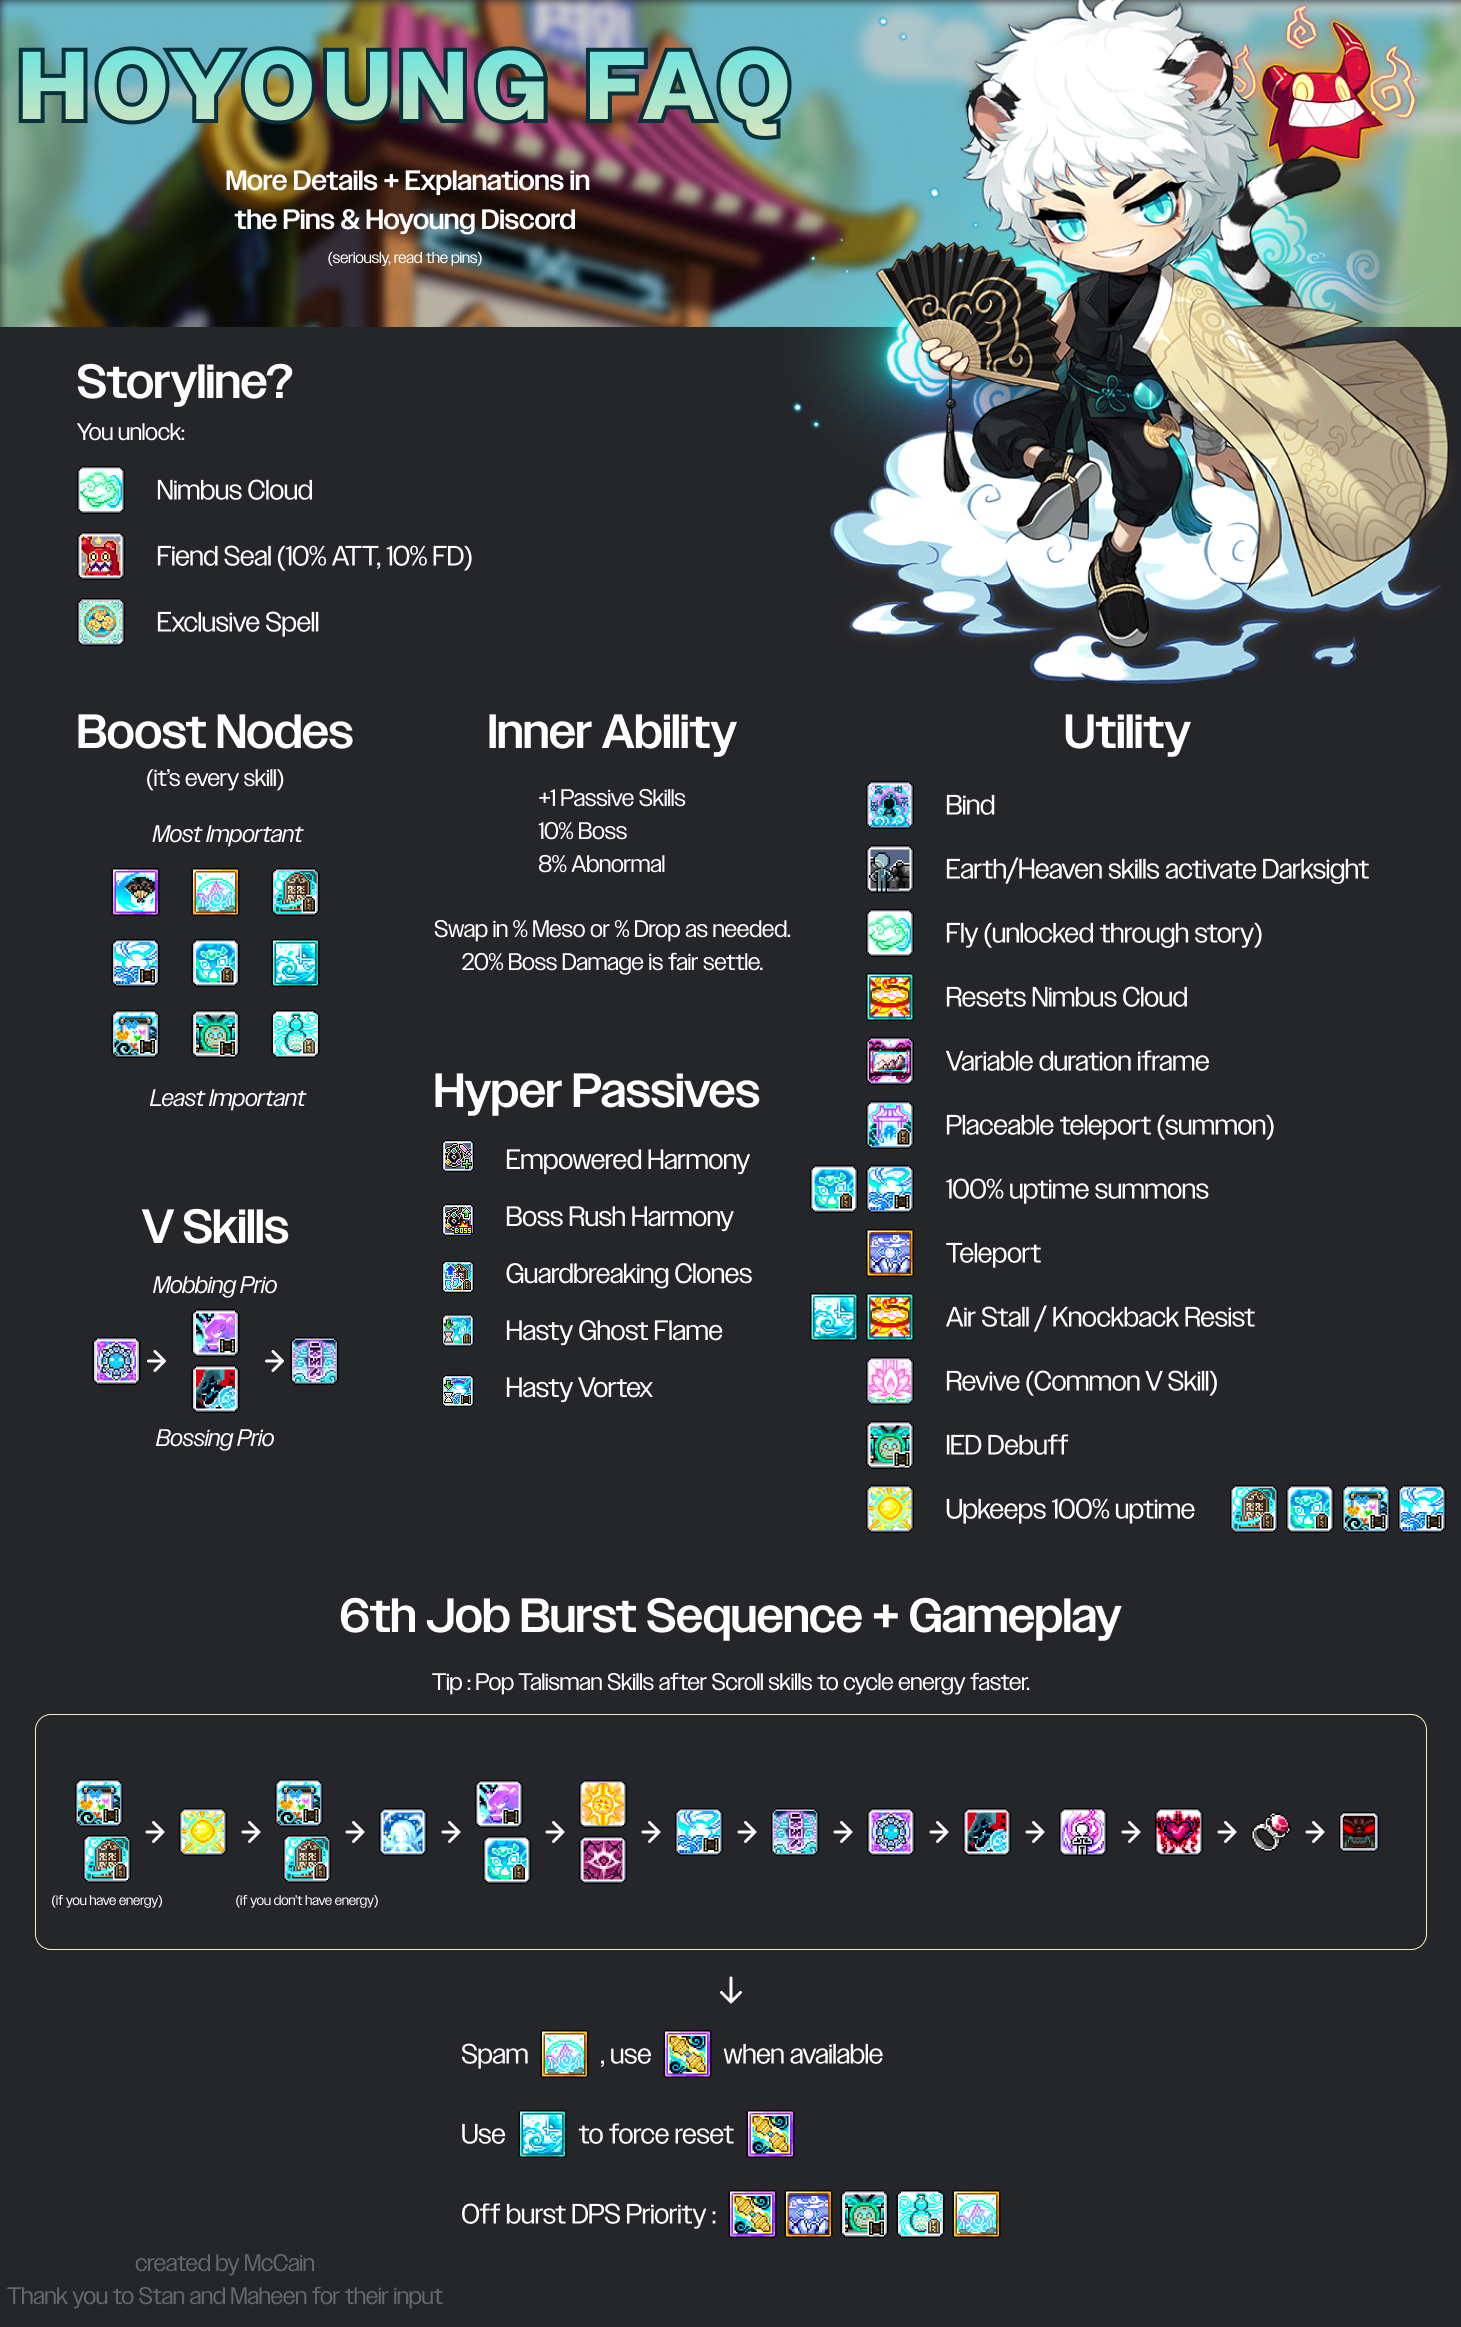 HOYOUNG FAQ
More Details + Explanations in
the Pins & Hoyoung Discord
(seriously, read the pins)
Storyline?
You unlock:
Nimbus Cloud
Fiend Seal (10% ATT, 10% FD)
Exclusive Spell
Boost Nodes
(it's every skill)
Most Important
Least Important
V Skills
Mobbing Prio
Bossing Prio
Inner Ability
+1 Passive Skills
10% Boss
8% Abnormal
Swap in % Meso or % Drop as needed.
20% Boss Damage is fair settle.
Hyper Passives
Empowered Harmony
BOSS
Boss Rush Harmony
Guardbreaking Clones
Hasty Ghost Flame
Hasty Vortex
Utility
Bind
Earth/Heaven skills activate Darksight
Fly (unlocked through story)
Resets Nimbus Cloud
Variable duration iframe
Placeable teleport (summon)
100% uptime summons
Teleport
Air Stall / Knockback Resist
Revive (Common V Skill)
IED Debuff
Upkeeps 100% uptime
6th Job Burst Sequence + Gameplay
Tip : Pop Talisman Skills after Scroll skills to cycle energy faster.
(if you have energy)
(if you don't have energy)
Spam , use when available
Use to force reset
Off burst DPS Priority :
created by McCain
Thank you to Stan and Maheen for their input